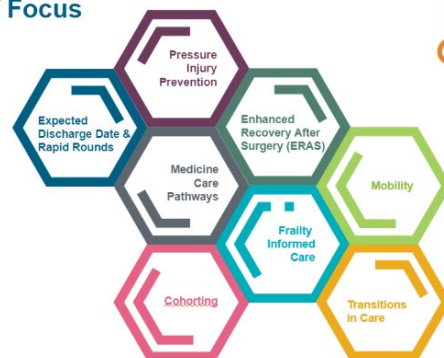 Focus
Pressure
Injury
Prevention
Expected
Discharge Date &
Rapid Rounds
Enhanced
Recovery After
Surgery (ERAS)
Medicine
Care
Pathways
Mobility
Frailty
Informed
Care
Cohorting
Transitions
in Care